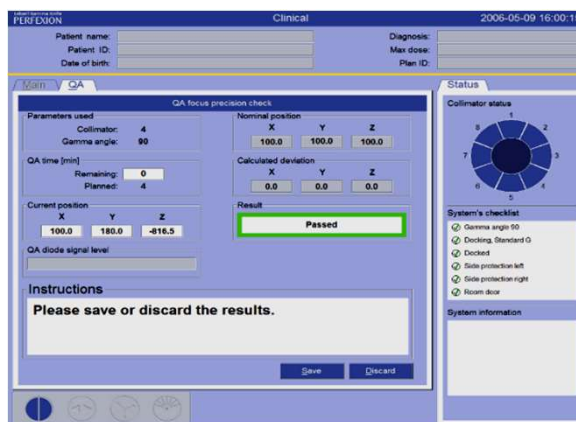 Leksell Gamma Knife
PERFEXION
Clinical
2006-05-09 16:00:15
Patient name:
Diagnosis:
Patient ID:
Max dose:
Date of birth:
Plan ID:
Main
QA
Status
QA focus precision check
Parameters used
Collimator: 4
Gamma angle: 90
Nominal position
X Y Z
100.0 100.0 100.0
QA time [min]
Remaining: 0
Planned: 4
Calculated deviation
X Y Z
0.0 0.0 0.0
Current position
X Y Z
100.0 180.0 -816.5
Result
Passed
QA diode signal level
Instructions
Please save or discard the results.
Save
Discard
Collimator status
1
8 2
7 3
6 4
5
System's checklist
Gamma angle 90
Docking, Standard G
Docked
Side protection left
Side protection right
Room door
System information